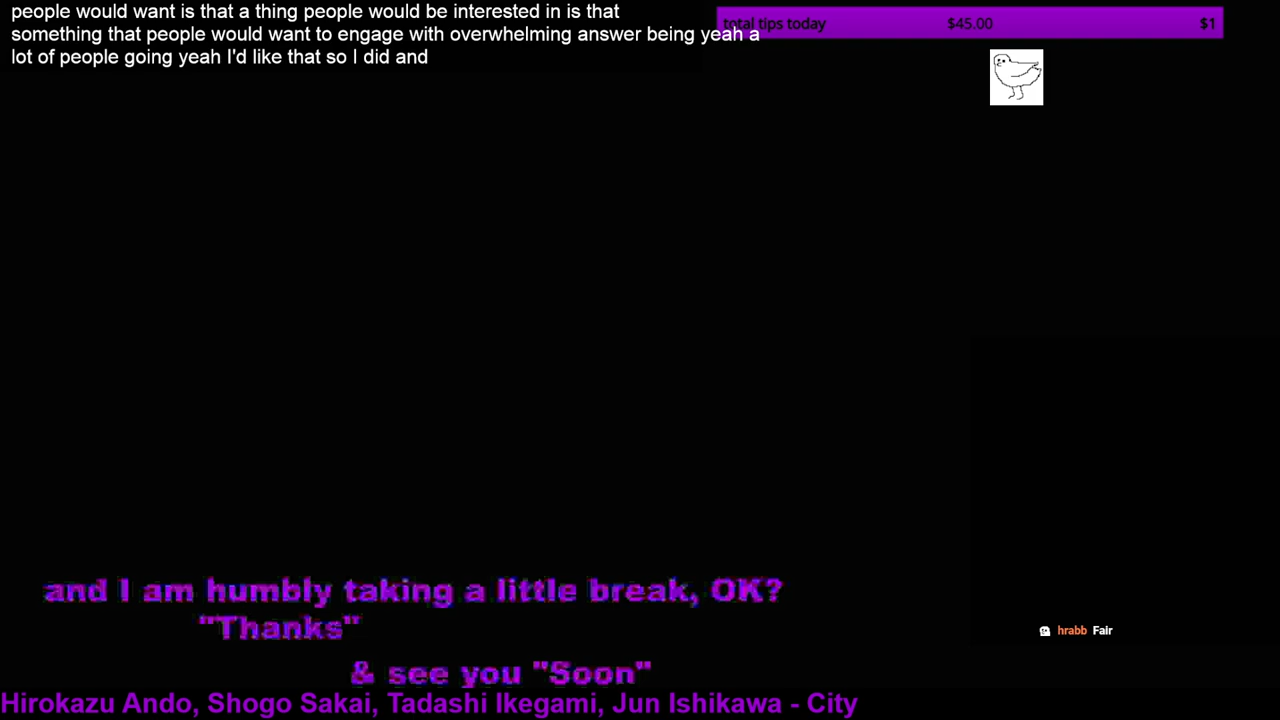 people would want is that a thing people would be interested in is that
something that people would want to engage with overwhelming answer being yeah a
lot of people going yeah I'd like that so I did and
total tips today $45.00 $1
and I am humbly taking a little break, OK?
"Thanks"
& see you "Soon"
hrabb Fair
Hirokazu Ando, Shogo Sakai, Tadashi Ikegami, Jun Ishikawa - City